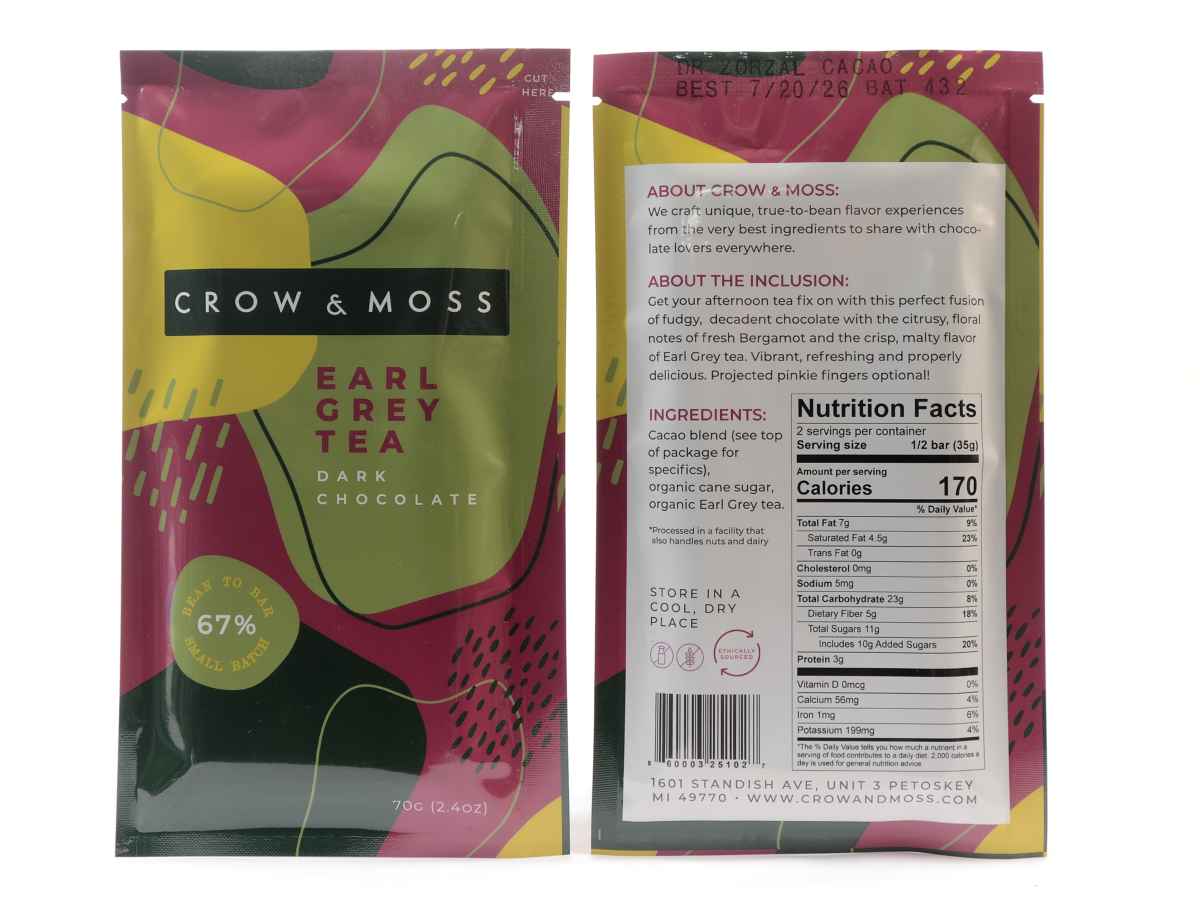 CUT
HERE
CROW & MOSS
EARL
GREY
TEA
DARK
CHOCOLATE
BEAN TO BAR
67%
SMALL BATCH
70G (2.4OZ)
DR ZORZAL CACAO
BEST 7/20/26 BAT 432
ABOUT CROW & MOSS:
We craft unique, true-to-bean flavor experiences
from the very best ingredients to share with choco-
late lovers everywhere.
ABOUT THE INCLUSION:
Get your afternoon tea fix on with this perfect fusion
of fudgy, decadent chocolate with the citrusy, floral
notes of fresh Bergamot and the crisp, malty flavor
of Earl Grey tea. Vibrant, refreshing and properly
delicious. Projected pinkie fingers optional!
INGREDIENTS:
Cacao blend (see top
of package for
specifics),
organic cane sugar,
organic Earl Grey tea.
*Processed in a facility that
also handles nuts and dairy
STORE IN A
COOL, DRY
PLACE
ETHICALLY
SOURCED
8 60003 25102 7
Nutrition Facts
2 servings per container
Serving size 1/2 bar (35g)
Amount per serving
Calories 170
% Daily Value*
Total Fat 7g 9%
Saturated Fat 4.5g 23%
Trans Fat 0g
Cholesterol 0mg 0%
Sodium 5mg 0%
Total Carbohydrate 23g 8%
Dietary Fiber 5g 18%
Total Sugars 11g
Includes 10g Added Sugars 20%
Protein 3g
Vitamin D 0mcg 0%
Calcium 56mg 4%
Iron 1mg 6%
Potassium 199mg 4%
*The % Daily Value tells you how much a nutrient in a
serving of food contributes to a daily diet. 2,000 calories a
day is used for general nutrition advice.
1601 STANDISH AVE, UNIT 3 PETOSKEY
MI 49770 • WWW.CROWANDMOSS.COM